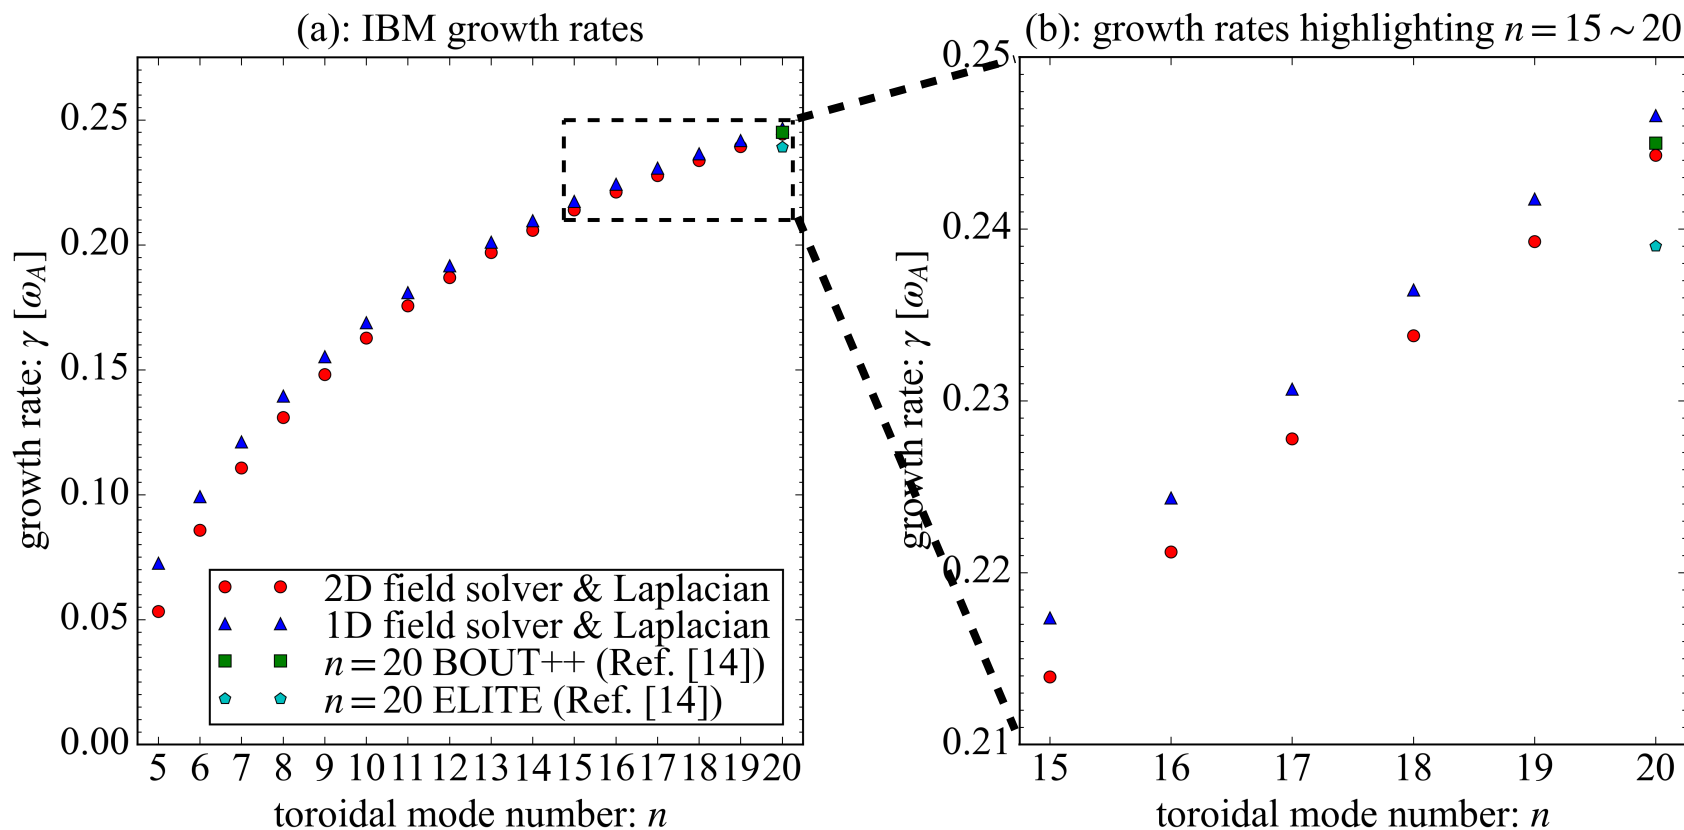 (a): IBM growth rates
growth rate: γ [ω_A]
0.25
0.20
0.15
0.10
0.05
0.00
2D field solver & Laplacian
1D field solver & Laplacian
n=20 BOUT++ (Ref. [14])
n=20 ELITE (Ref. [14])
5 6 7 8 9 10 11 12 13 14 15 16 17 18 19 20
toroidal mode number: n
(b): growth rates highlighting n=15~20
growth rate: γ [ω_A]
0.25
0.24
0.23
0.22
0.21
15 16 17 18 19 20
toroidal mode number: n